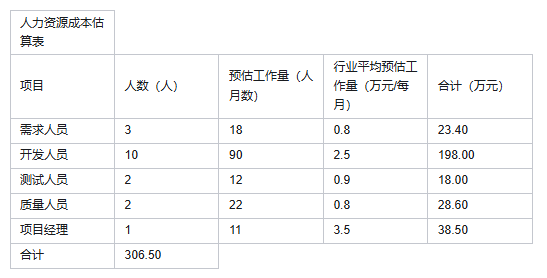 人力资源成本估
算表
项目 人数（人） 预估工作量（人月数） 行业平均预估工作量（万元/每月） 合计（万元）
需求人员 3 18 0.8 23.40
开发人员 10 90 2.5 198.00
测试人员 2 12 0.9 18.00
质量人员 2 22 0.8 28.60
项目经理 1 11 3.5 38.50
合计 306.50